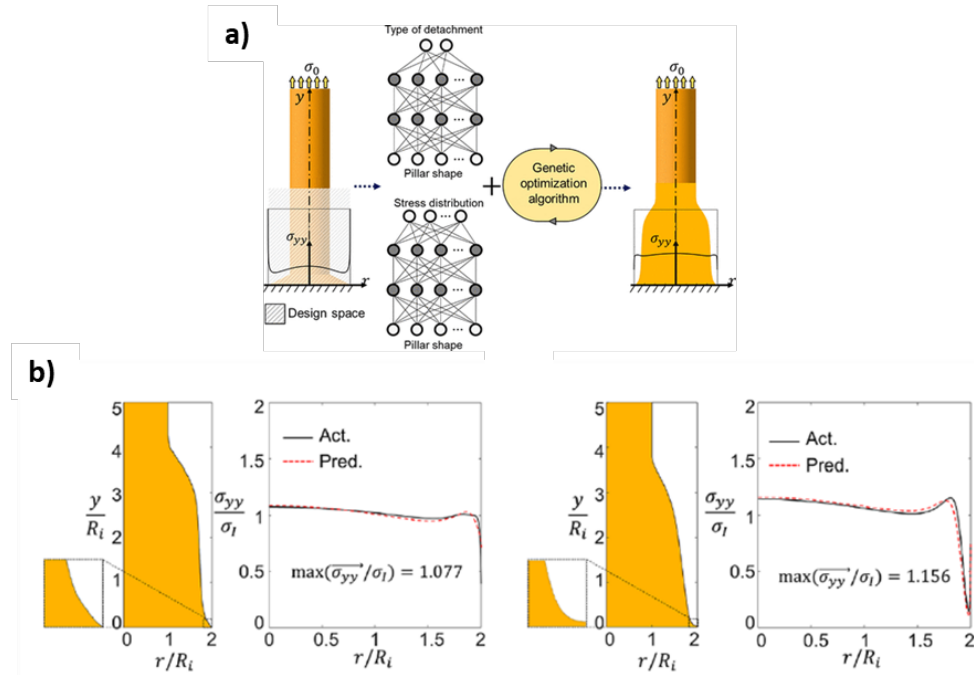 a)
Type of detachment
σ₀
y
σyy
r
Design space
Pillar shape
Stress distribution
Pillar shape
+
Genetic
optimization
algorithm
σ₀
y
σyy
r
b)
5
4
3
2
1
0
y/Rᵢ
0 1 2
r/Rᵢ
2
1.5
1
0.5
0
σyy/σI
Act.
Pred.
max(σyy/σI) = 1.077
0 0.5 1 1.5 2
r/Rᵢ
5
4
3
2
1
0
y/Rᵢ
0 1 2
r/Rᵢ
2
1.5
1
0.5
0
σyy/σI
Act.
Pred.
max(σyy/σI) = 1.156
0 0.5 1 1.5 2
r/Rᵢ